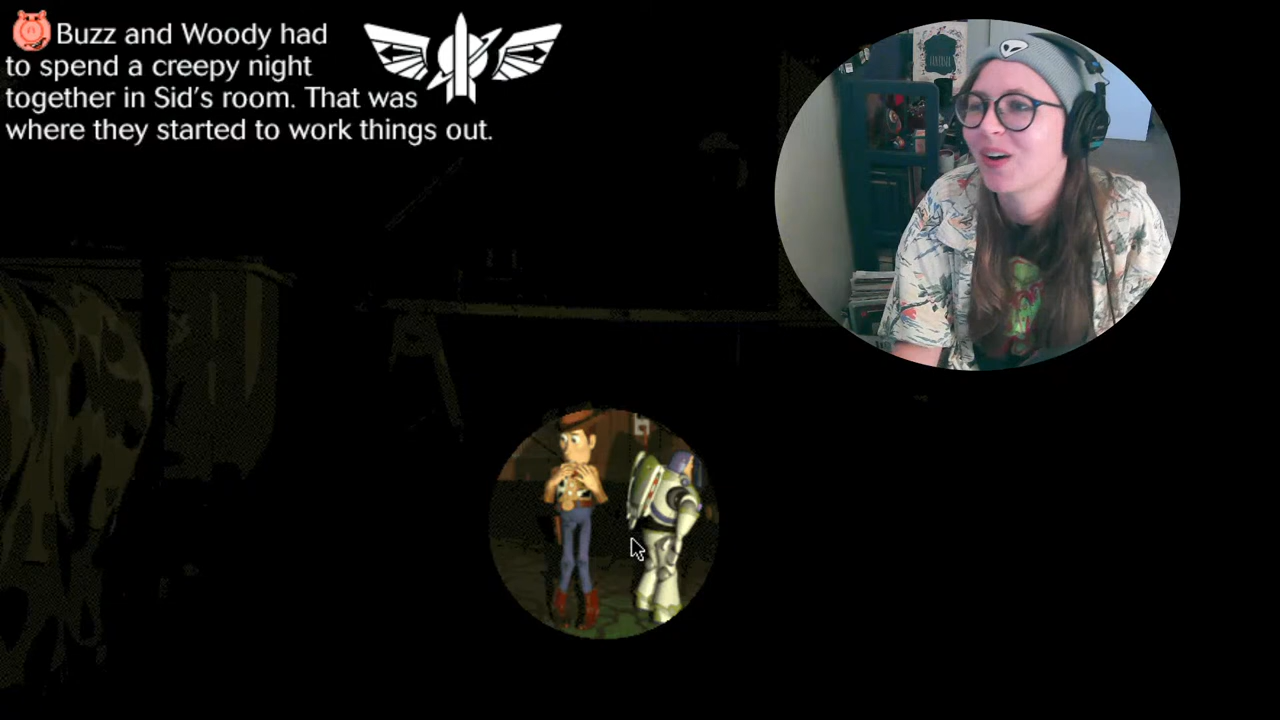 Buzz and Woody had
to spend a creepy night
together in Sid's room. That was
where they started to work things out.